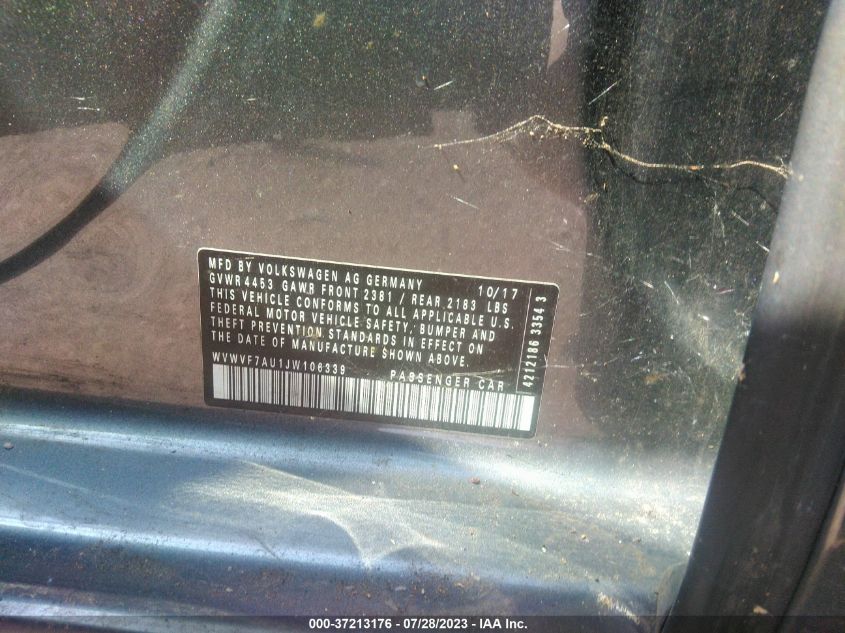 MFD BY VOLKSWAGEN AG GERMANY 10/17
GVWR 4453 GAWR FRONT 2381 / REAR 2183 LBS
THIS VEHICLE CONFORMS TO ALL APPLICABLE U.S.
FEDERAL MOTOR VEHICLE SAFETY, BUMPER AND
THEFT PREVENTION STANDARDS IN EFFECT ON
THE DATE OF MANUFACTURE SHOWN ABOVE.
WVWVF7AU1JW106339 PASSENGER CAR
4212186 3354 3
000-37213176 / 07/28/2023 - IAA Inc.